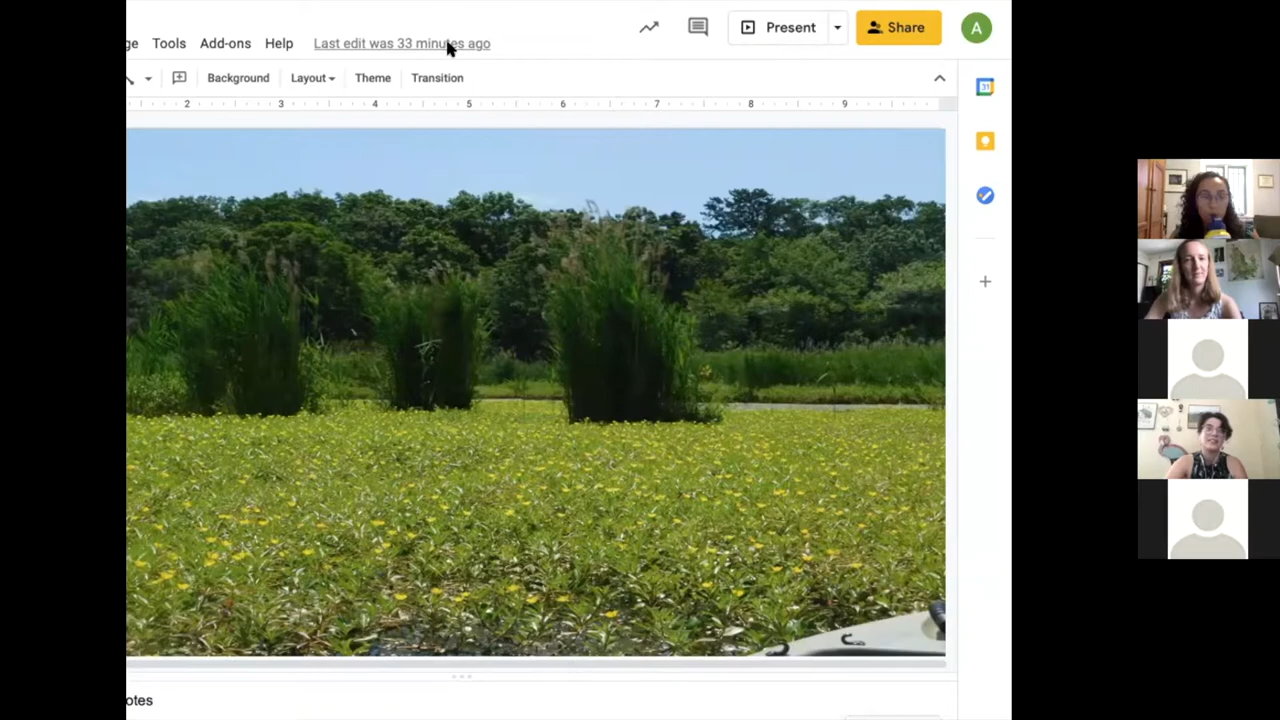 Present
Share
A
ge Tools Add-ons Help Last edit was 33 minutes ago
Background Layout Theme Transition
31
2 3 4 5 6 7 8 9
otes